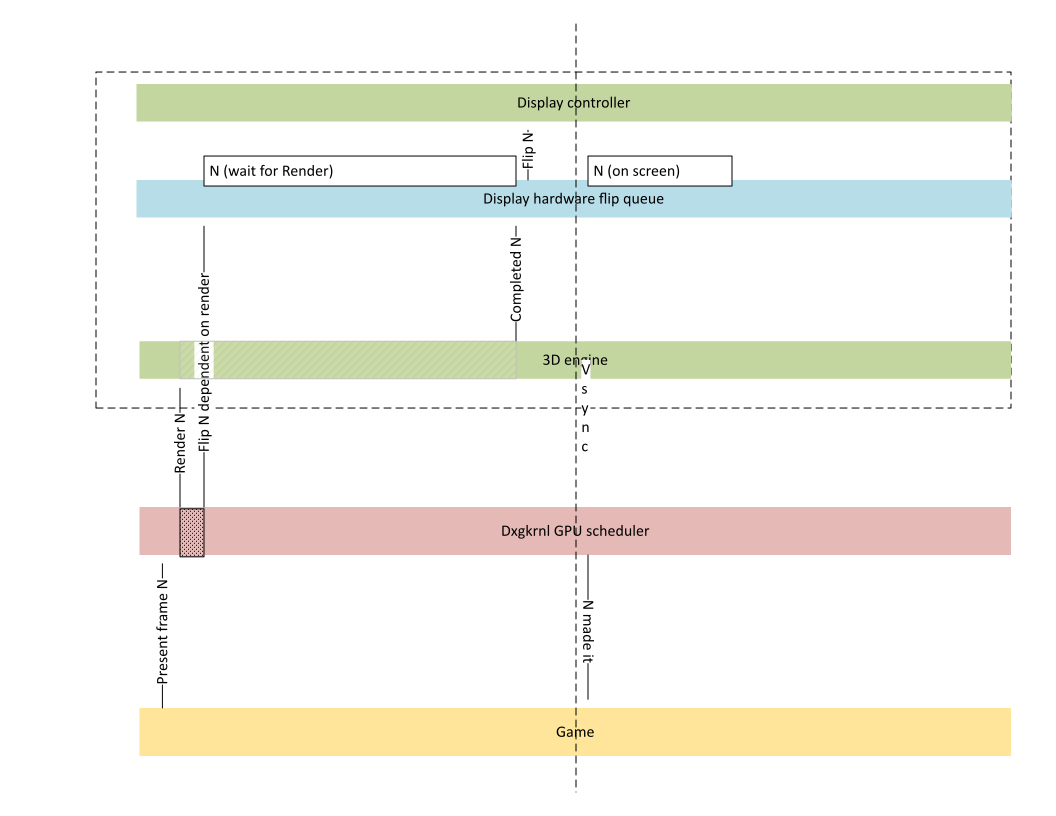 Display controller
Flip N
N (wait for Render)
N (on screen)
Display hardware flip queue
Completed N
Flip N dependent on render
3D engine
Vsync
Render N
Dxgkrnl GPU scheduler
Present frame N
N made it
Game